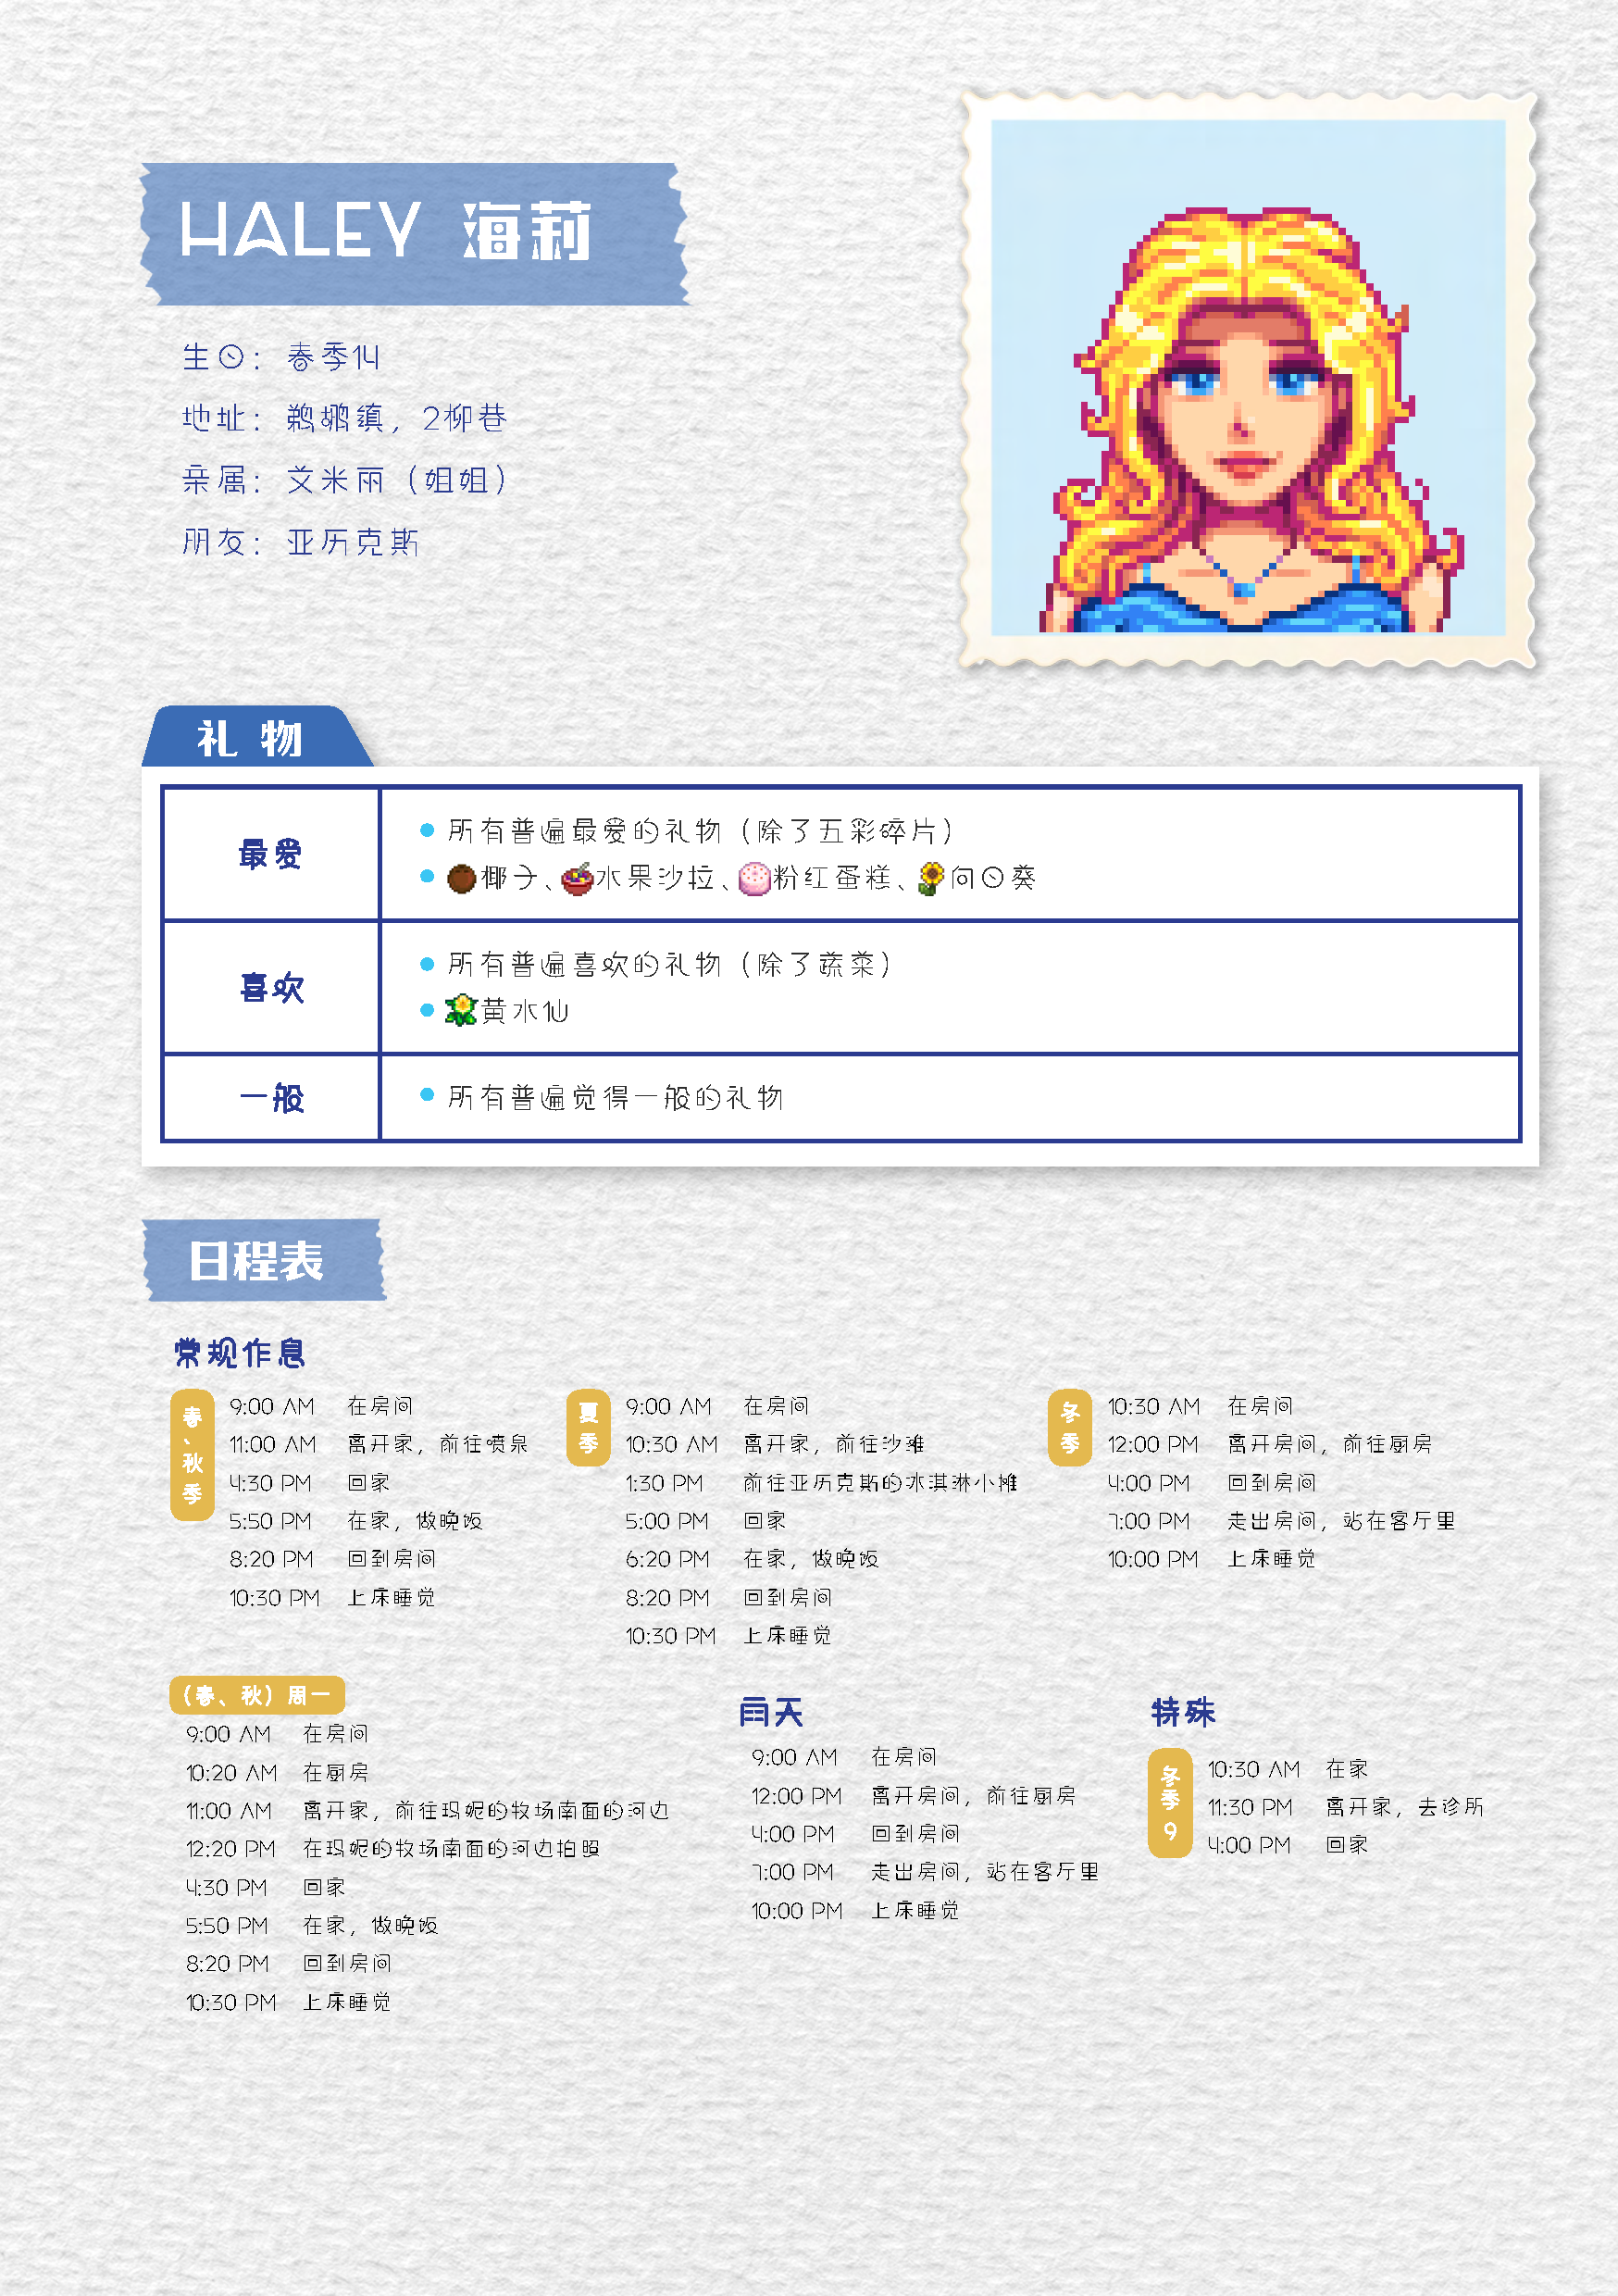 HALEY 海莉
生日：春季14
地址：鹈鹕镇，2柳巷
亲属：艾米丽（姐姐）
朋友：亚历克斯
礼 物
最爱
所有普遍最爱的礼物（除了五彩碎片）
椰子、水果沙拉、粉红蛋糕、向日葵
喜欢
所有普遍喜欢的礼物（除了蔬菜）
黄水仙
一般
所有普遍觉得一般的礼物
日程表
常规作息
春、秋季
9:00 AM 在房间
11:00 AM 离开家，前往喷泉
4:30 PM 回家
5:50 PM 在家，做晚饭
8:20 PM 回到房间
10:30 PM 上床睡觉
夏季
9:00 AM 在房间
10:30 AM 离开家，前往沙滩
1:30 PM 前往亚历克斯的冰淇淋小摊
5:00 PM 回家
6:20 PM 在家，做晚饭
8:20 PM 回到房间
10:30 PM 上床睡觉
冬季
10:30 AM 在房间
12:00 PM 离开房间，前往厨房
4:00 PM 回到房间
7:00 PM 走出房间，站在客厅里
10:00 PM 上床睡觉
（春、秋）周一
9:00 AM 在房间
10:20 AM 在厨房
11:00 AM 离开家，前往玛妮的牧场南面的河边
12:20 PM 在玛妮的牧场南面的河边拍照
4:30 PM 回家
5:50 PM 在家，做晚饭
8:20 PM 回到房间
10:30 PM 上床睡觉
雨天
9:00 AM 在房间
12:00 PM 离开房间，前往厨房
4:00 PM 回到房间
7:00 PM 走出房间，站在客厅里
10:00 PM 上床睡觉
特殊
冬季9
10:30 AM 在家
11:30 PM 离开家，去诊所
4:00 PM 回家